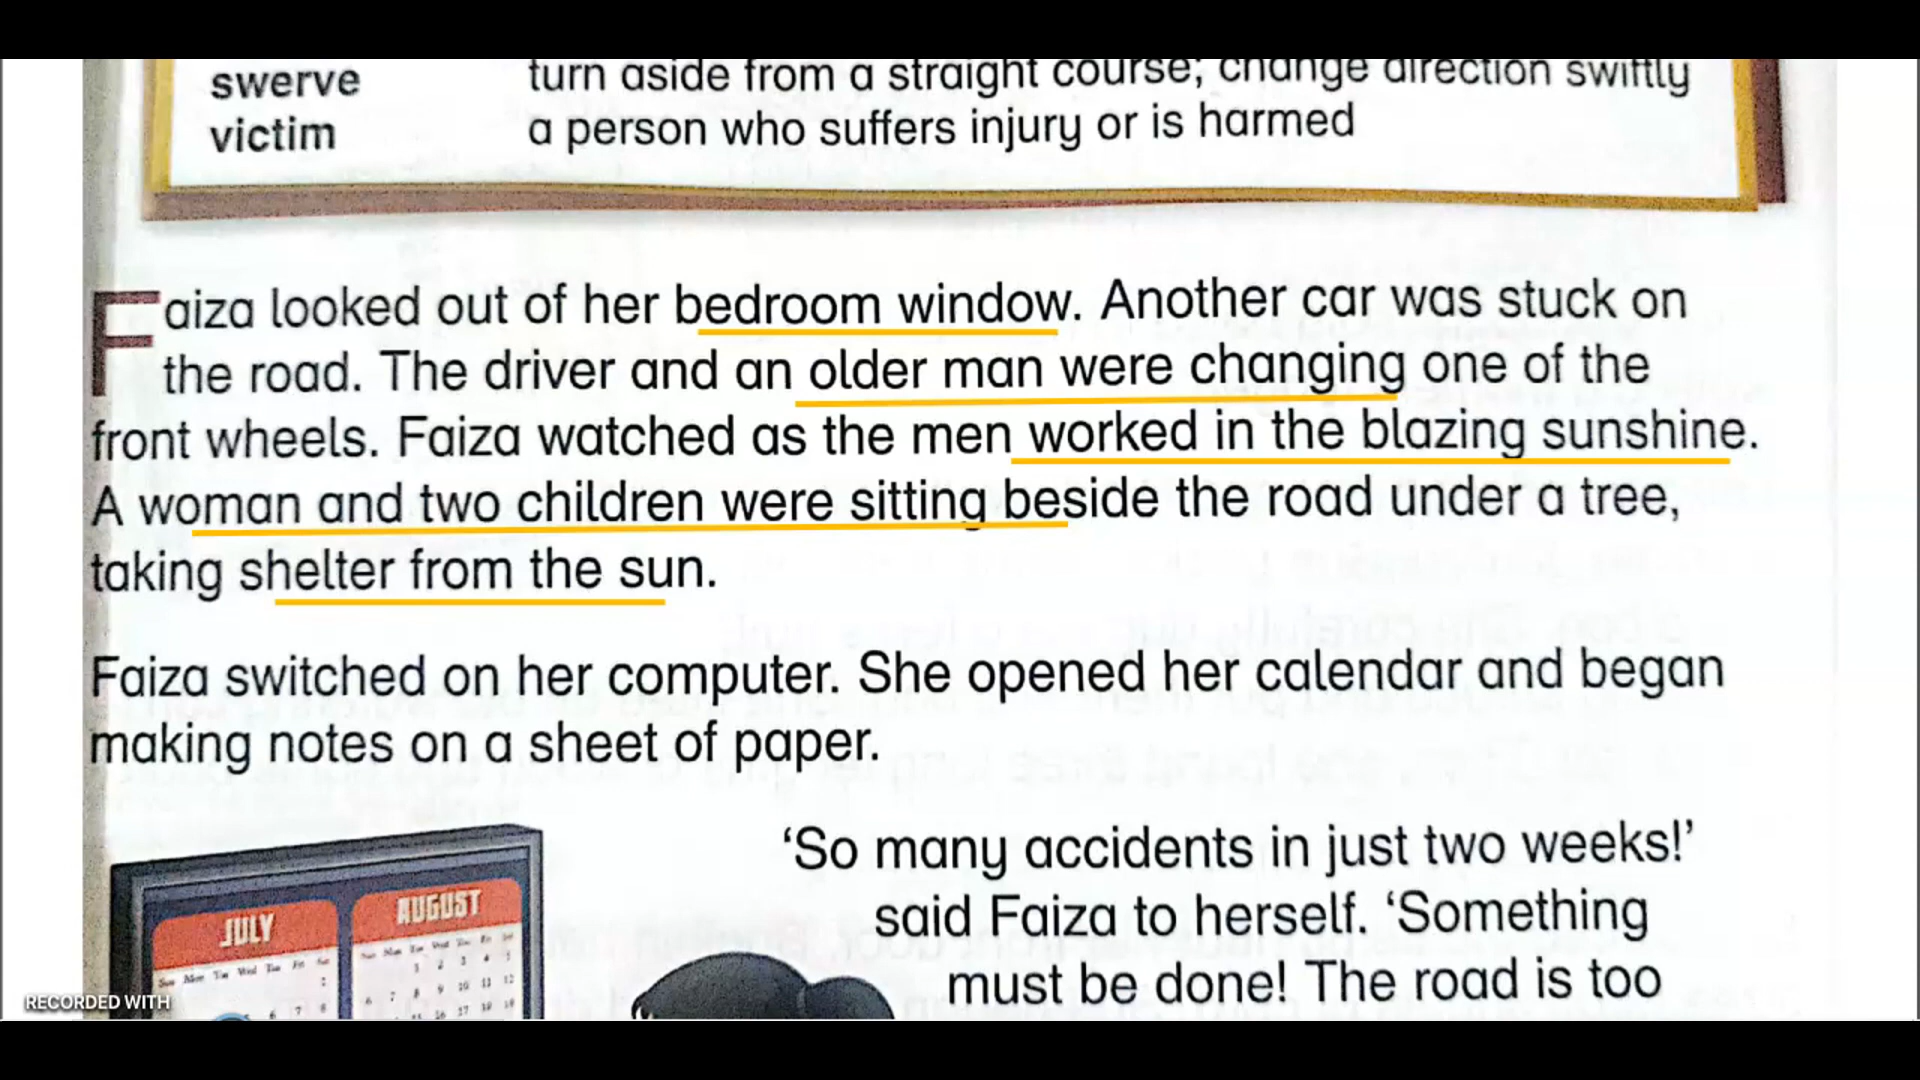 swerve turn aside from a straight course; change direction swiftly
victim a person who suffers injury or is harmed
Faiza looked out of her bedroom window. Another car was stuck on
the road. The driver and an older man were changing one of the
front wheels. Faiza watched as the men worked in the blazing sunshine.
A woman and two children were sitting beside the road under a tree,
taking shelter from the sun.
Faiza switched on her computer. She opened her calendar and began
making notes on a sheet of paper.
‘So many accidents in just two weeks!’
said Faiza to herself. ‘Something
must be done! The road is too
JULY
AUGUST
RECORDED WITH